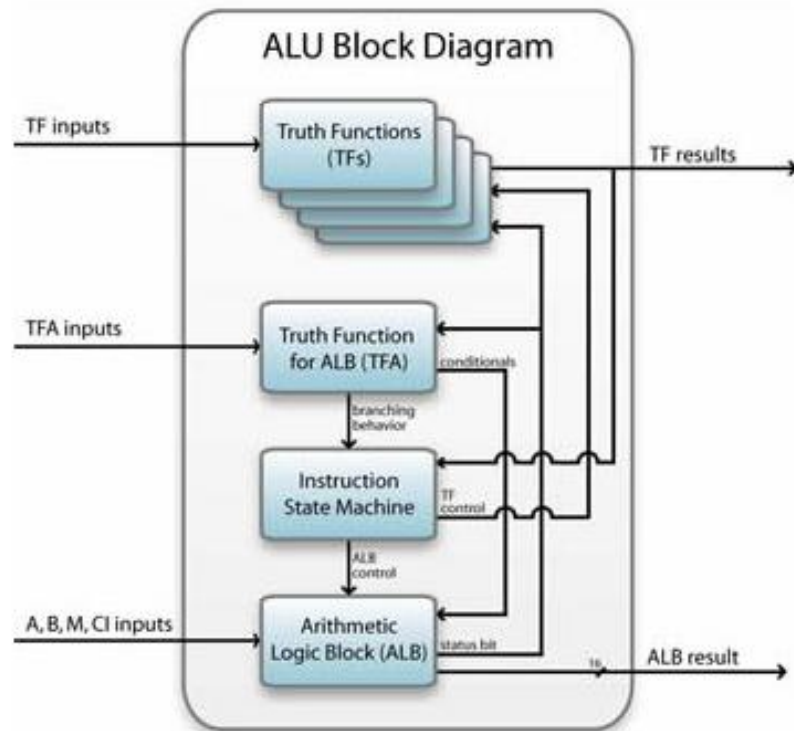 ALU Block Diagram
TF inputs
Truth Functions
(TFs)
TF results
TFA inputs
Truth Function
for ALB (TFA)
conditionals
branching
behavior
Instruction
State Machine
TF
control
ALB
control
A, B, M, CI inputs
Arithmetic
Logic Block (ALB)
status bit
16
ALB result